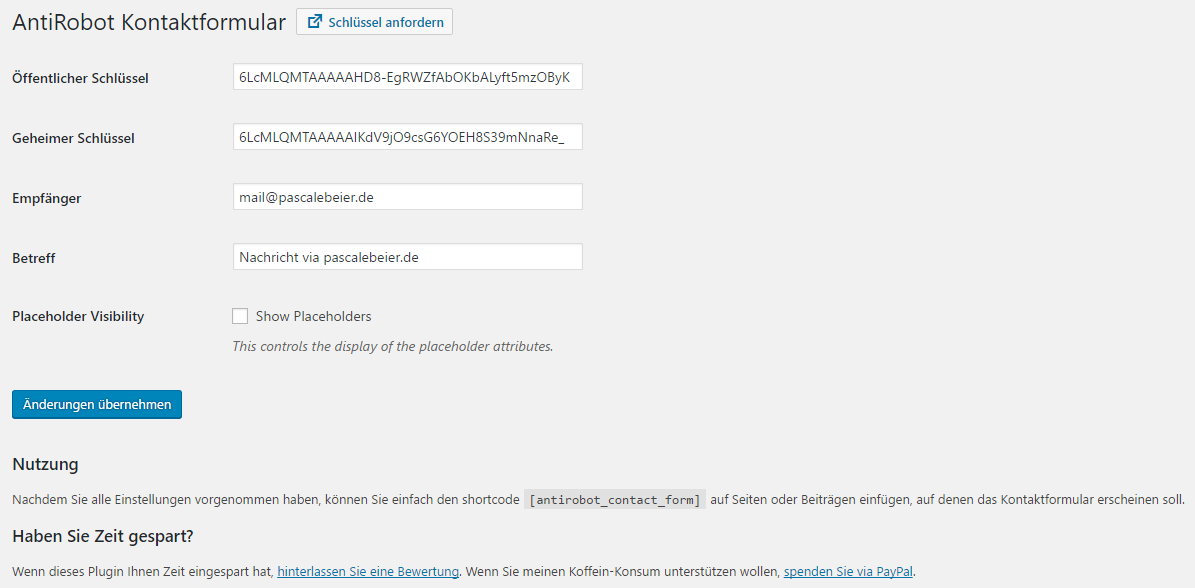 AntiRobot Kontaktformular Schlüssel anfordern
Öffentlicher Schlüssel 6LcMLQMTAAAAAHD8-EgRWZfAbOKbALyft5mzOByK
Geheimer Schlüssel 6LcMLQMTAAAAAIKdV9jO9csG6YOEH8S39mNnaRe_
Empfänger mail@pascalebeier.de
Betreff Nachricht via pascalebeier.de
Placeholder Visibility Show Placeholders
This controls the display of the placeholder attributes.
Änderungen übernehmen
Nutzung
Nachdem Sie alle Einstellungen vorgenommen haben, können Sie einfach den shortcode [antirobot_contact_form] auf Seiten oder Beiträgen einfügen, auf denen das Kontaktformular erscheinen soll.
Haben Sie Zeit gespart?
Wenn dieses Plugin Ihnen Zeit eingespart hat, hinterlassen Sie eine Bewertung. Wenn Sie meinen Koffein-Konsum unterstützen wollen, spenden Sie via PayPal.